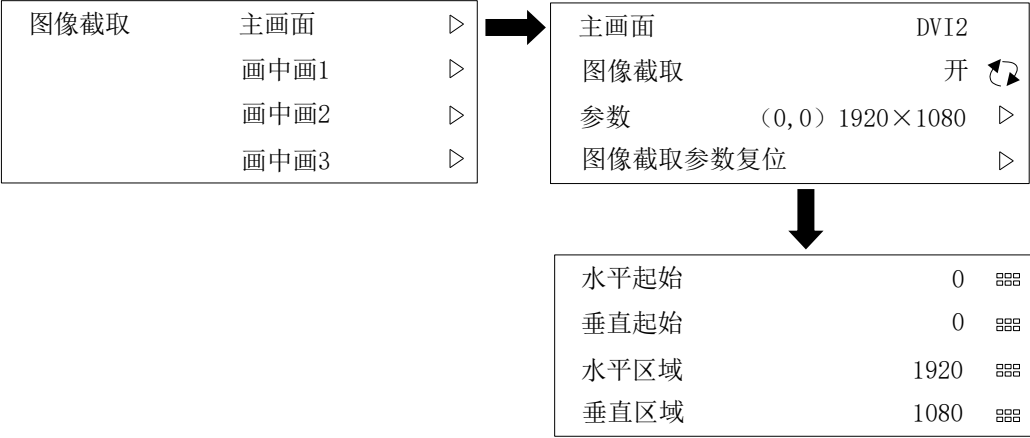 图像截取 主画面
画中画1
画中画2
画中画3
主画面 DVI2
图像截取 开
参数 （0,0）1920×1080
图像截取参数复位
水平起始 0
垂直起始 0
水平区域 1920
垂直区域 1080